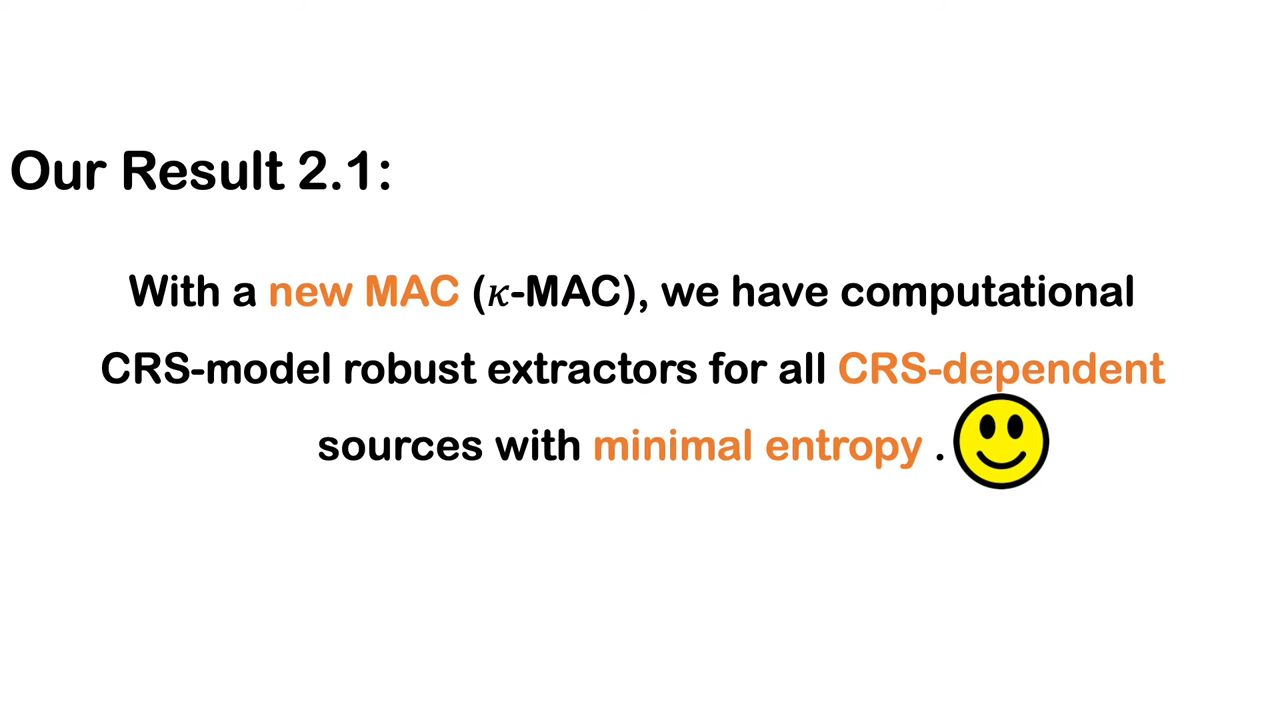 Our Result 2.1:
With a new MAC (κ-MAC), we have computational
CRS-model robust extractors for all CRS-dependent
sources with minimal entropy .